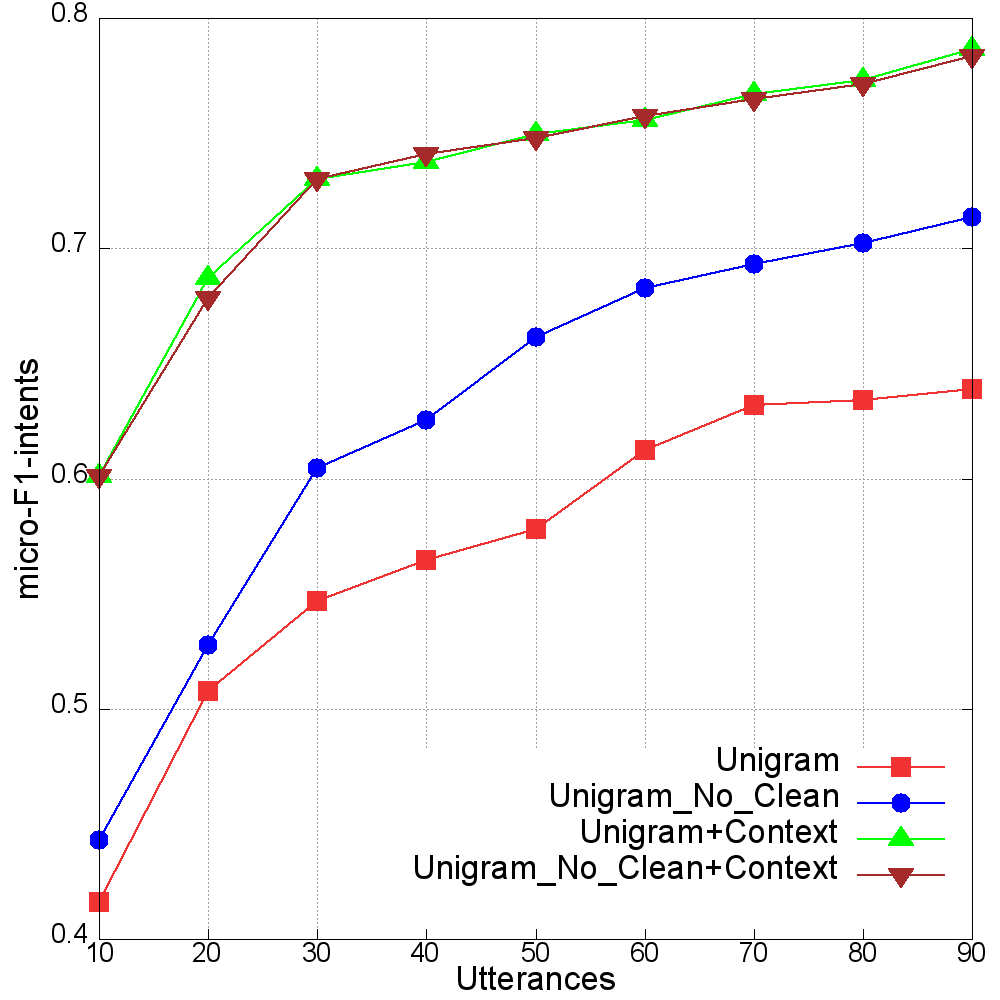 0.8
0.7
0.6
0.5
0.4
micro-F1-intents
Unigram
Unigram_No_Clean
Unigram+Context
Unigram_No_Clean+Context
10 20 30 40 50 60 70 80 90
Utterances